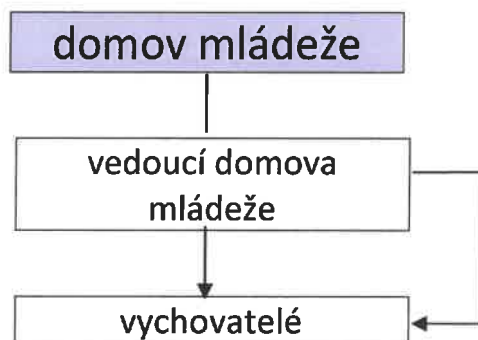 domov mládeže
vedoucí domova
mládeže
vychovatelé